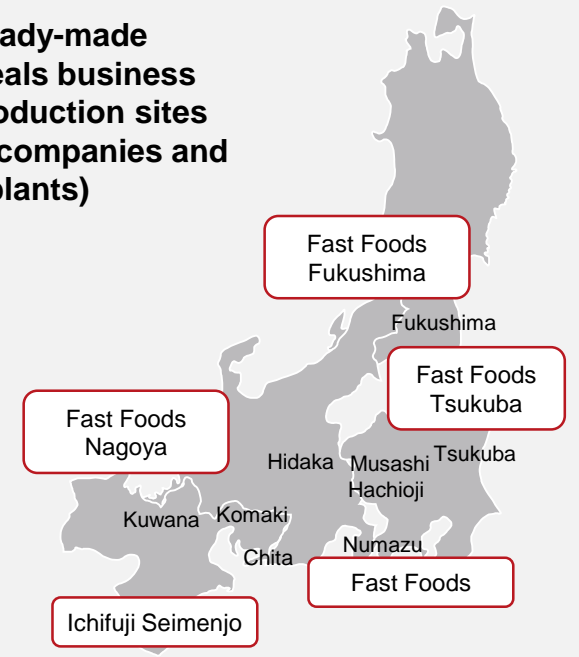 ady-made
eals business
oduction sites
companies and
plants)
Fast Foods
Fukushima
Fukushima
Fast Foods
Tsukuba
Fast Foods
Nagoya
Hidaka
Musashi
Tsukuba
Hachioji
Kuwana
Komaki
Chita
Numazu
Fast Foods
Ichifuji Seimenjo